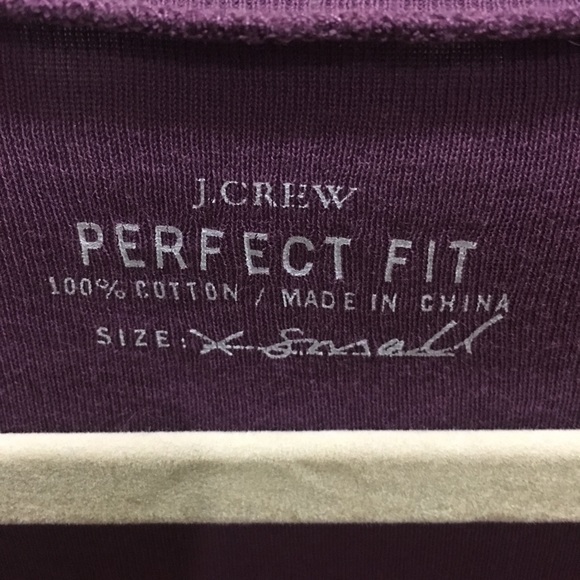 J.CREW
PERFECT FIT
100% COTTON / MADE IN CHINA
SIZE: X-Small